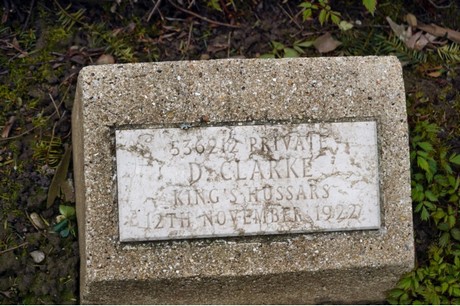 536212 PRIVATE
D. CLARKE
KING'S HUSSARS
12TH NOVEMBER 1922